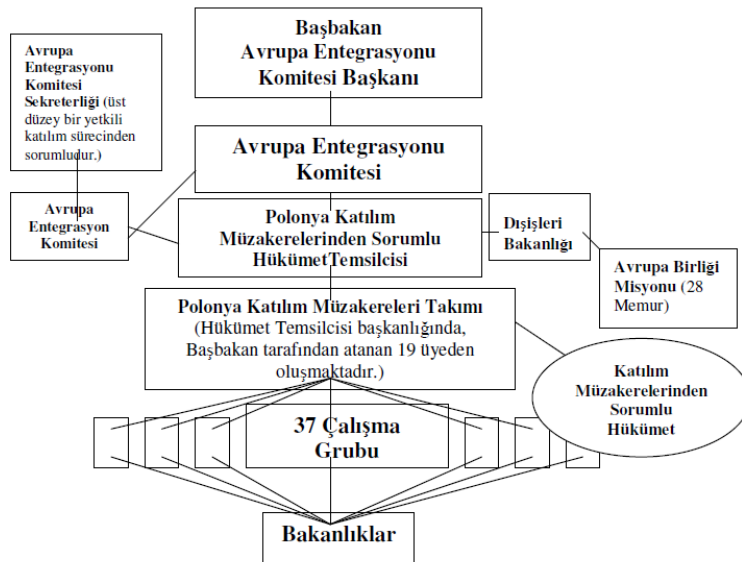 Başbakan
Avrupa Entegrasyonu
Komitesi Başkanı
Avrupa
Entegrasyonu
Komitesi
Sekreterliği (üst
düzey bir yetkili
katılım sürecinden
sorumludur.)
Avrupa Entegrasyonu
Komitesi
Avrupa
Entegrasyon
Komitesi
Polonya Katılım
Müzakerelerinden Sorumlu
HükümetTemsilcisi
Dışişleri
Bakanlığı
Avrupa Birliği
Misyonu (28
Memur)
Polonya Katılım Müzakereleri Takımı
(Hükümet Temsilcisi başkanlığında,
Başbakan tarafından atanan 19 üyeden
oluşmaktadır.)
Katılım
Müzakerelerinden
Sorumlu
Hükümet
37 Çalışma
Grubu
Bakanlıklar